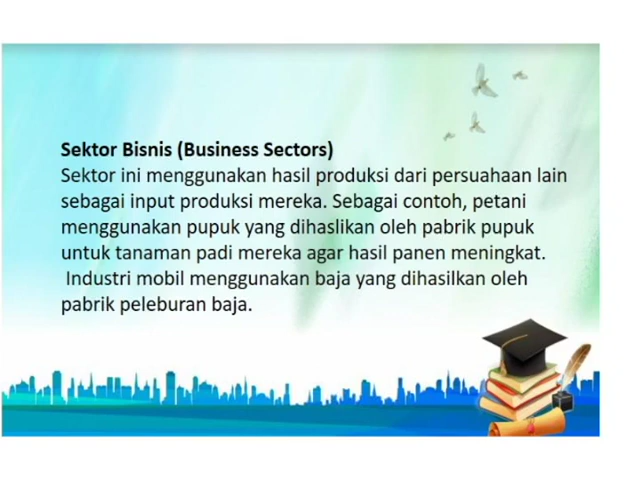 Sektor Bisnis (Business Sectors)
Sektor ini menggunakan hasil produksi dari persuahaan lain
sebagai input produksi mereka. Sebagai contoh, petani
menggunakan pupuk yang dihaslikan oleh pabrik pupuk
untuk tanaman padi mereka agar hasil panen meningkat.
Industri mobil menggunakan baja yang dihasilkan oleh
pabrik peleburan baja.